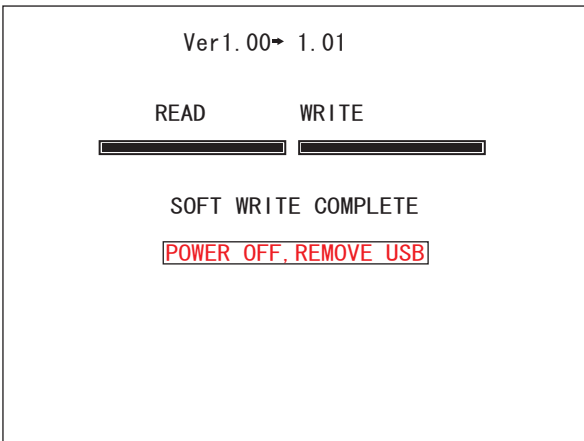 Ver1.00→ 1.01
READ WRITE
SOFT WRITE COMPLETE
POWER OFF,REMOVE USB